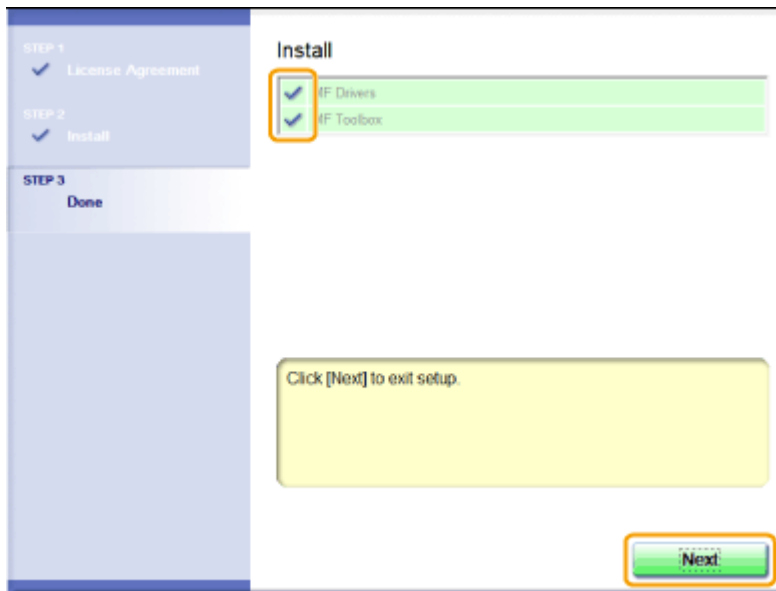 STEP 1
License Agreement
STEP 2
Install
STEP 3
Done
Install
MF Drivers
MF Toolbox
Click [Next] to exit setup.
Next